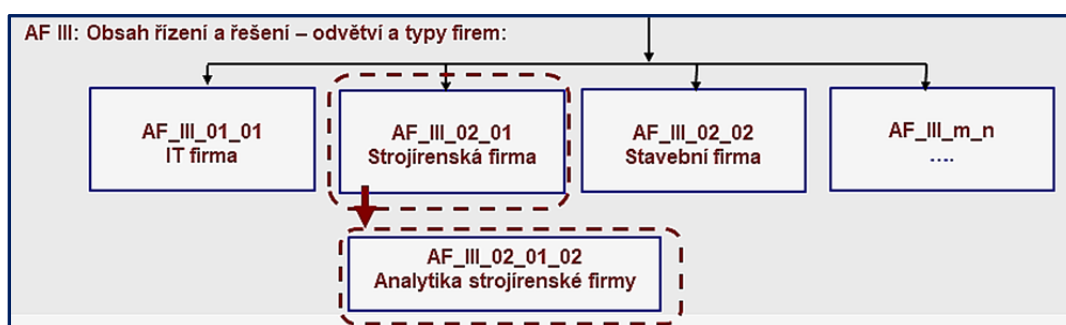 AF III: Obsah řízení a řešení – odvětví a typy firem:
AF_III_01_01
IT firma
AF_III_02_01
Strojírenská firma
AF_III_02_02
Stavební firma
AF_III_m_n
....
AF_III_02_01_02
Analytika strojírenské firmy